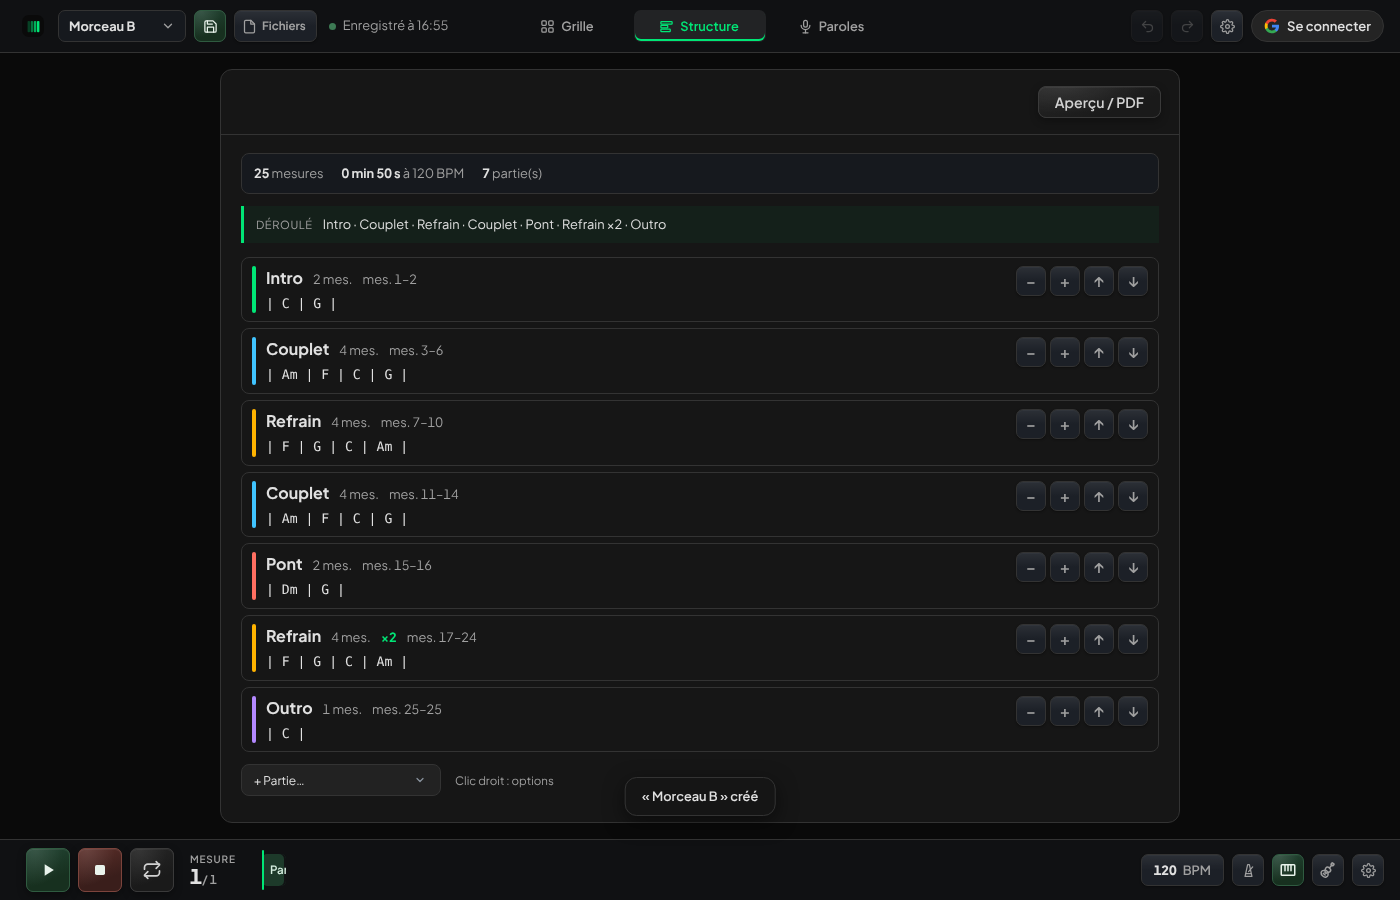 Morceau B
Fichiers
Enregistré à 16:55
Grille
Structure
Paroles
Se connecter
Aperçu / PDF
25 mesures 0 min 50 s à 120 BPM 7 partie(s)
DÉROULÉ Intro · Couplet · Refrain · Couplet · Pont · Refrain ×2 · Outro
Intro 2 mes. mes. 1–2
| C | G |
Couplet 4 mes. mes. 3–6
| Am | F | C | G |
Refrain 4 mes. mes. 7–10
| F | G | C | Am |
Couplet 4 mes. mes. 11–14
| Am | F | C | G |
Pont 2 mes. mes. 15–16
| Dm | G |
Refrain 4 mes. ×2 mes. 17–24
| F | G | C | Am |
Outro 1 mes. mes. 25–25
| C |
+ Partie…
Clic droit : options
« Morceau B » créé
MESURE
1/1
Par
120 BPM